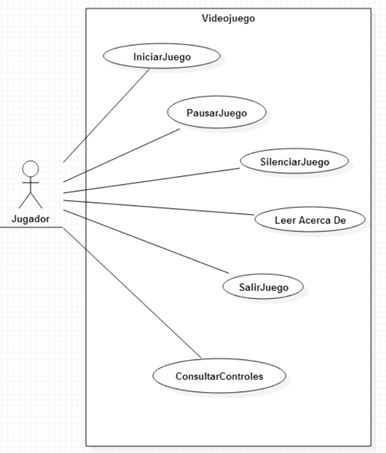 Videojuego
IniciarJuego
PausarJuego
SilenciarJuego
Jugador
Leer Acerca De
SalirJuego
ConsultarControles